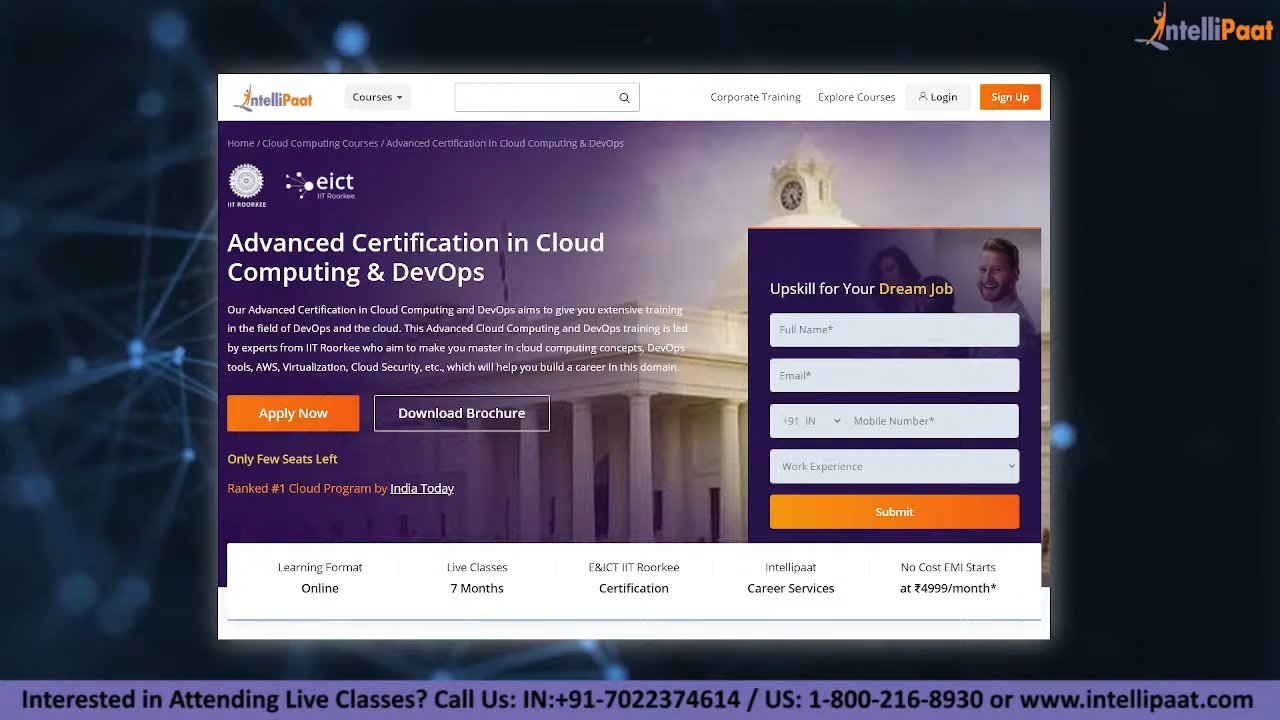 IntelliPaat
IntelliPaat
Courses
Corporate Training
Explore Courses
Login
Sign Up
Home / Cloud Computing Courses / Advanced Certification in Cloud Computing & DevOps
IIT ROORKEE
eict
IIT Roorkee
Advanced Certification in Cloud
Computing & DevOps
Our Advanced Certification in Cloud Computing and DevOps aims to give you extensive training
in the field of DevOps and the cloud. This Advanced Cloud Computing and DevOps training is led
by experts from IIT Roorkee who aim to make you master in cloud computing concepts, DevOps
tools, AWS, Virtualization, Cloud Security, etc., which will help you build a career in this domain.
Apply Now
Download Brochure
Only Few Seats Left
Ranked #1 Cloud Program by India Today
Upskill for Your Dream Job
Full Name*
Email*
+91 IN
Mobile Number*
Work Experience
Submit
Learning Format
Online
Live Classes
7 Months
E&ICT IIT Roorkee
Certification
Intellipaat
Career Services
No Cost EMI Starts
at ₹4999/month*
Interested in Attending Live Classes? Call Us: IN:+91-7022374614 / US: 1-800-216-8930 or www.intellipaat.com